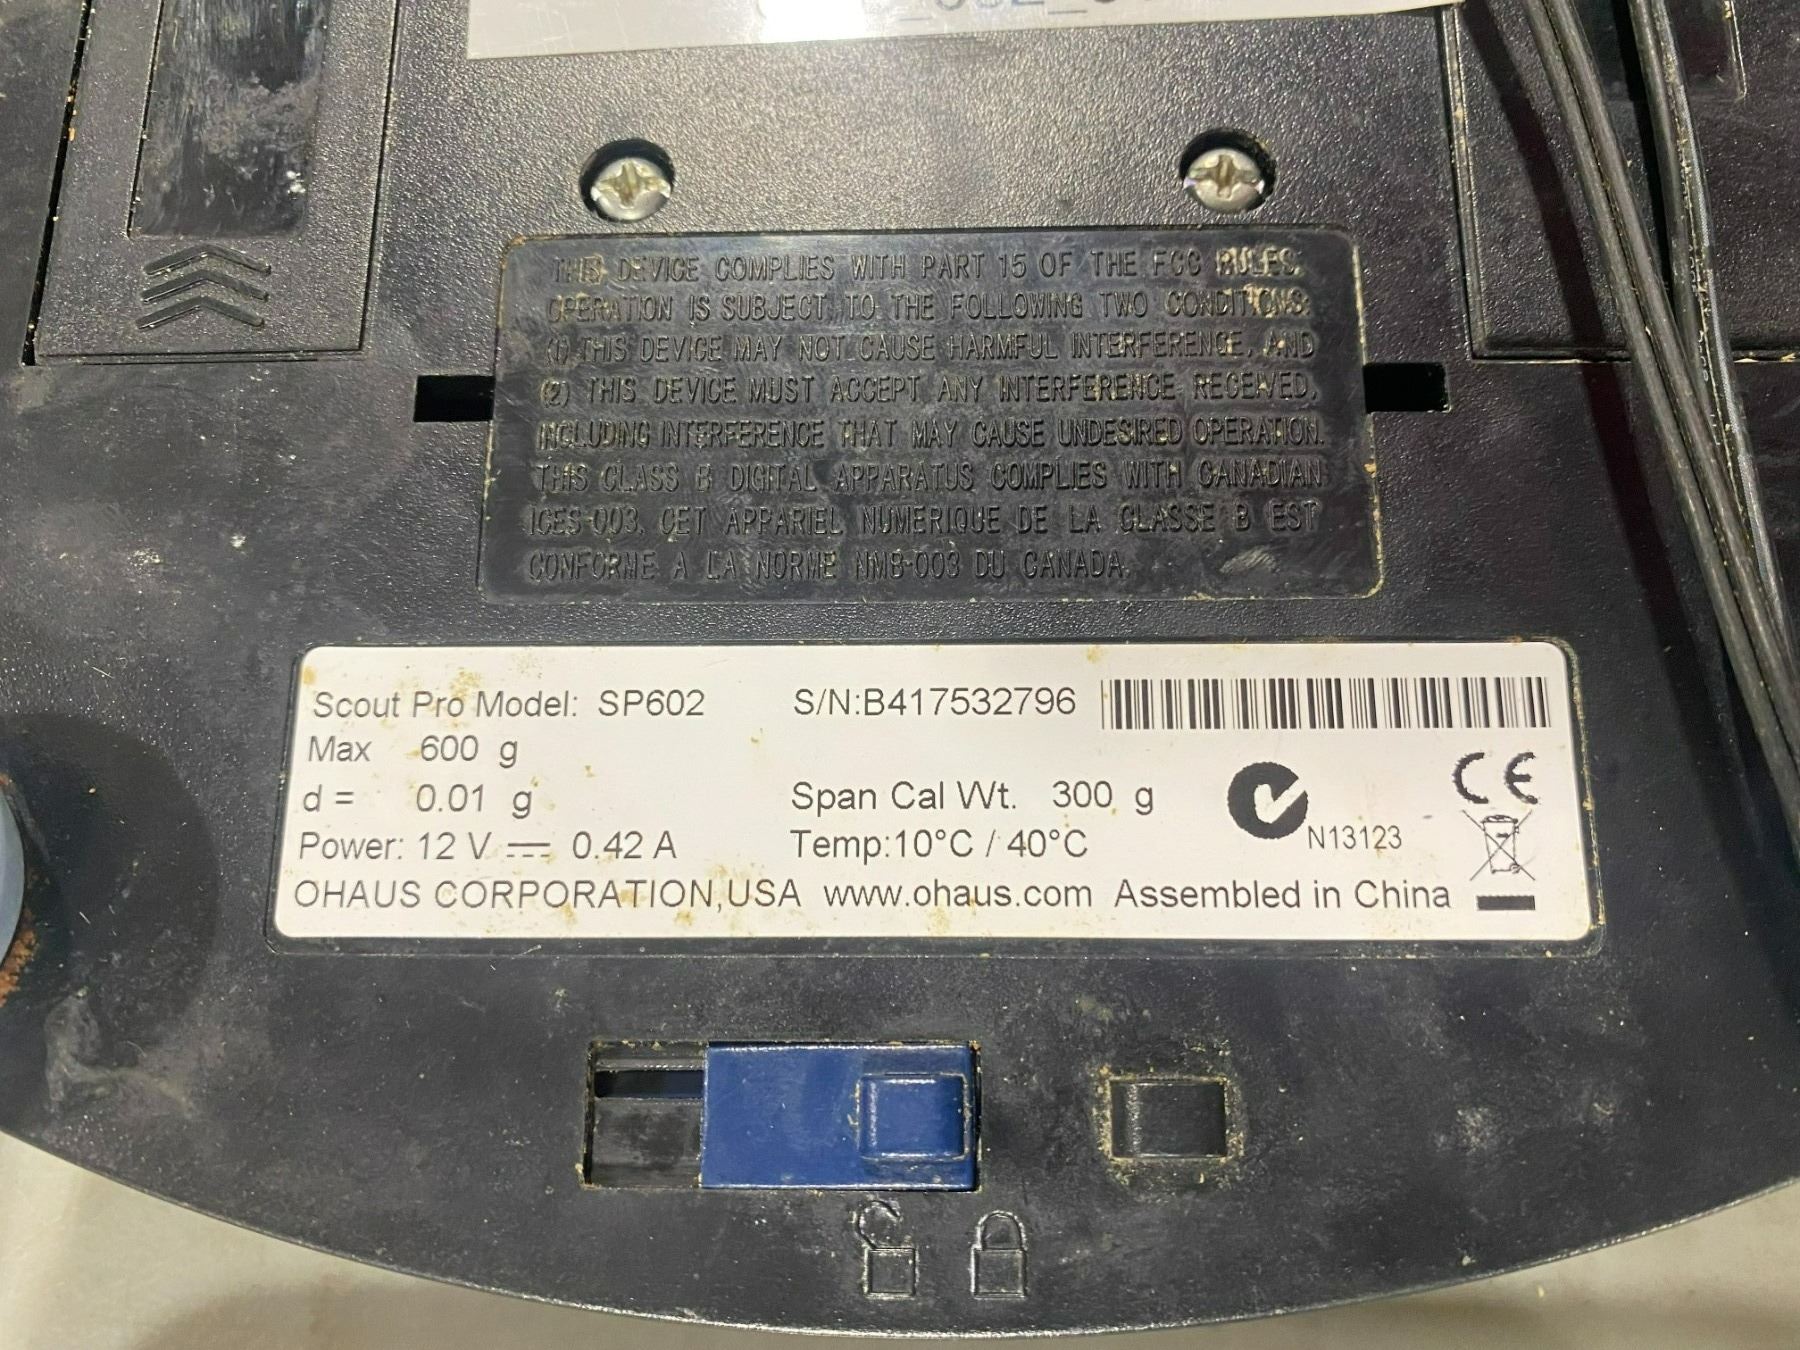 THIS DEVICE COMPLIES WITH PART 15 OF THE FCC RULES.
OPERATION IS SUBJECT TO THE FOLLOWING TWO CONDITIONS:
(1) THIS DEVICE MAY NOT CAUSE HARMFUL INTERFERENCE, AND
(2) THIS DEVICE MUST ACCEPT ANY INTERFERENCE RECEIVED,
INCLUDING INTERFERENCE THAT MAY CAUSE UNDESIRED OPERATION.
THIS CLASS B DIGITAL APPARATUS COMPLIES WITH CANADIAN
ICES-003. CET APPARIEL NUMERIQUE DE LA CLASSE B EST
CONFORME A LA NORME NMB-003 DU CANADA.
Scout Pro Model: SP602 S/N:B417532796
Max 600 g
d = 0.01 g Span Cal Wt. 300 g
CE
Power: 12 V ⎓ 0.42 A Temp:10°C / 40°C N13123
OHAUS CORPORATION,USA www.ohaus.com Assembled in China